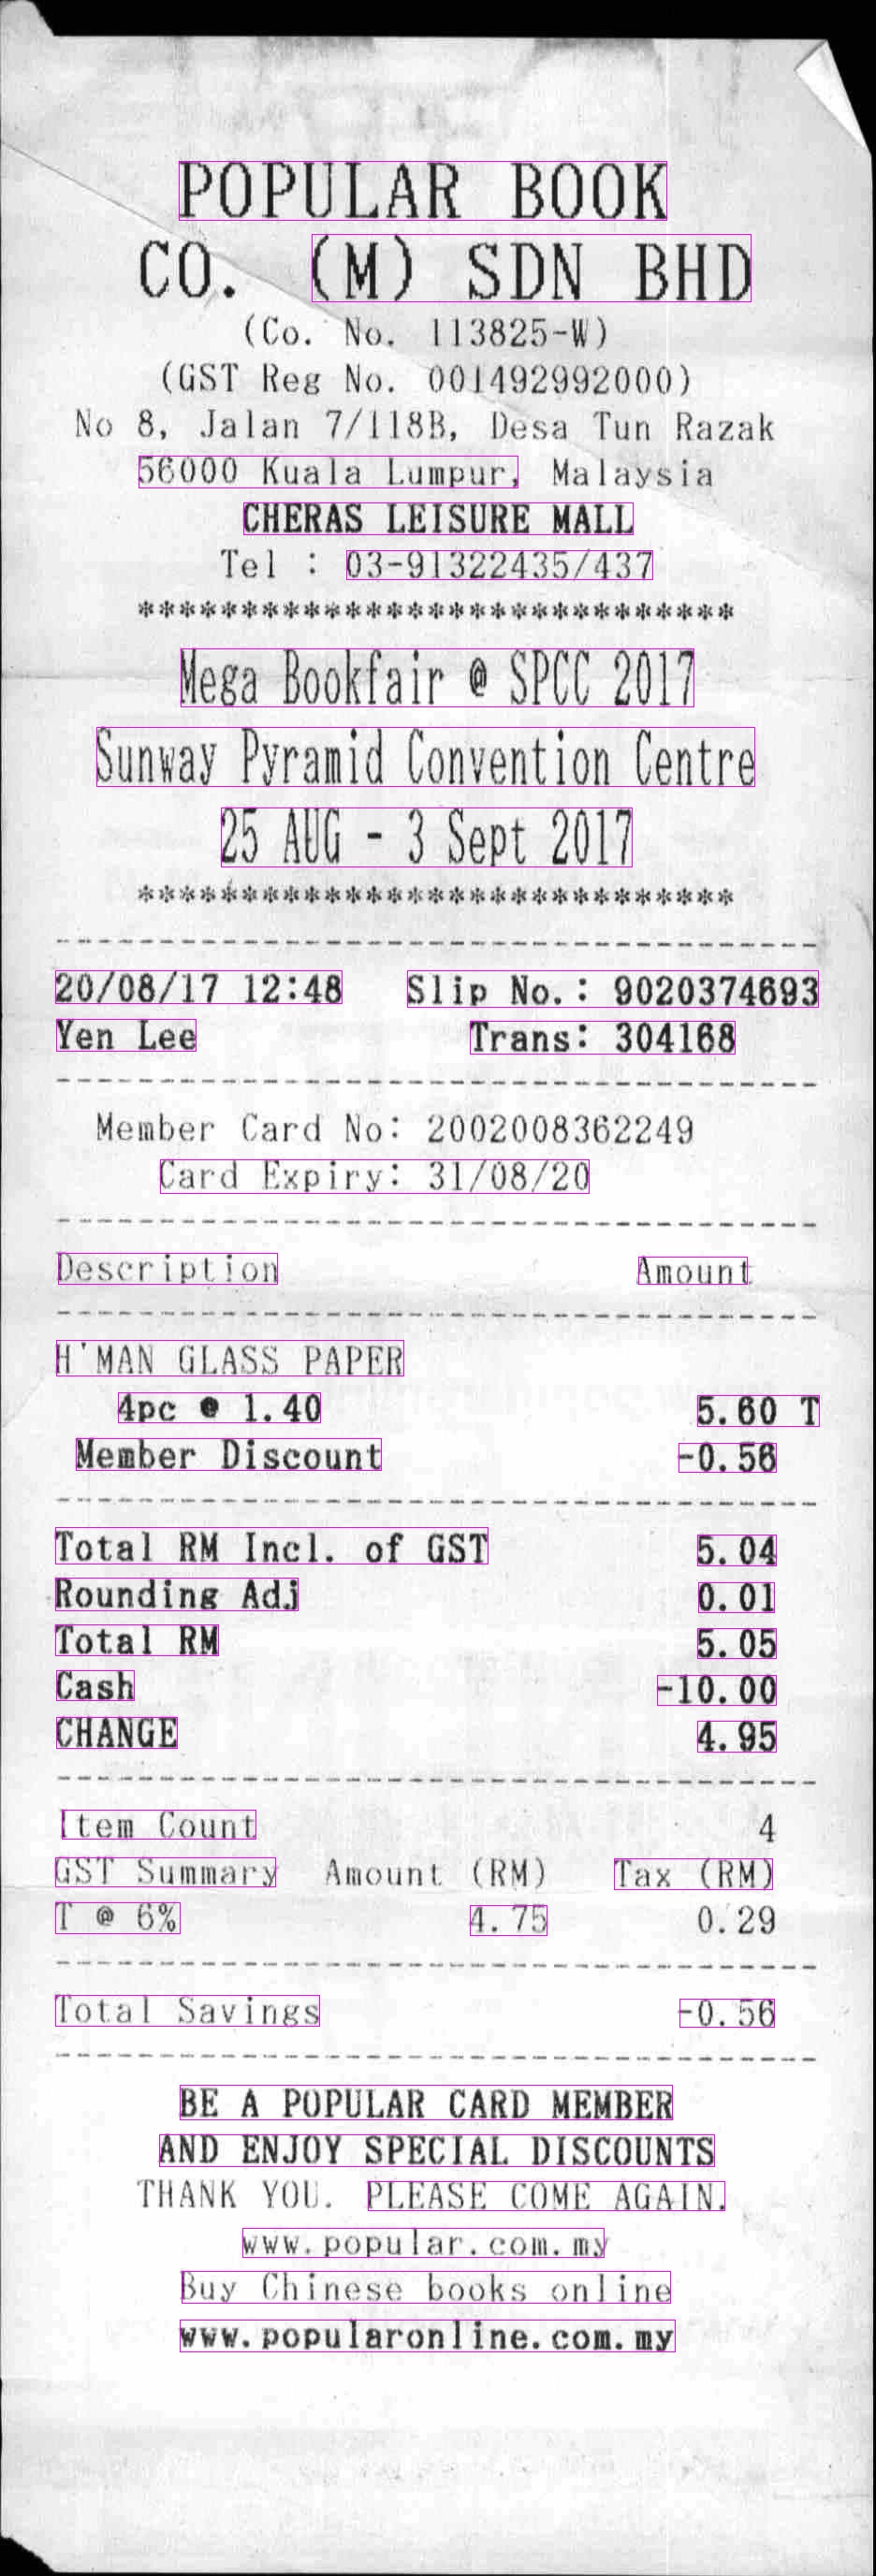 POPULAR BOOK
CO. (M) SDN BHD
(Co. No. 113825-W)
(GST Reg No. 001492992000)
No 8, Jalan 7/118B, Desa Tun Razak
56000 Kuala Lumpur, Malaysia
CHERAS LEISURE MALL
Tel : 03-91322435/437
*****************************
Mega Bookfair @ SPCC 2017
Sunway Pyramid Convention Centre
25 AUG - 3 Sept 2017
*****************************
-------------------------------------
20/08/17 12:48 Slip No.: 9020374693
Yen Lee Trans: 304168
-------------------------------------
Member Card No: 2002008362249
Card Expiry: 31/08/20
-------------------------------------
Description Amount
-------------------------------------
H'MAN GLASS PAPER
4pc @ 1.40 5.60 T
Member Discount -0.56
-------------------------------------
Total RM Incl. of GST 5.04
Rounding Adj 0.01
Total RM 5.05
Cash -10.00
CHANGE 4.95
-------------------------------------
Item Count 4
GST Summary Amount (RM) Tax (RM)
T @ 6% 4.75 0.29
-------------------------------------
Total Savings -0.56
-------------------------------------
BE A POPULAR CARD MEMBER
AND ENJOY SPECIAL DISCOUNTS
THANK YOU. PLEASE COME AGAIN.
www.popular.com.my
Buy Chinese books online
www.popularonline.com.my